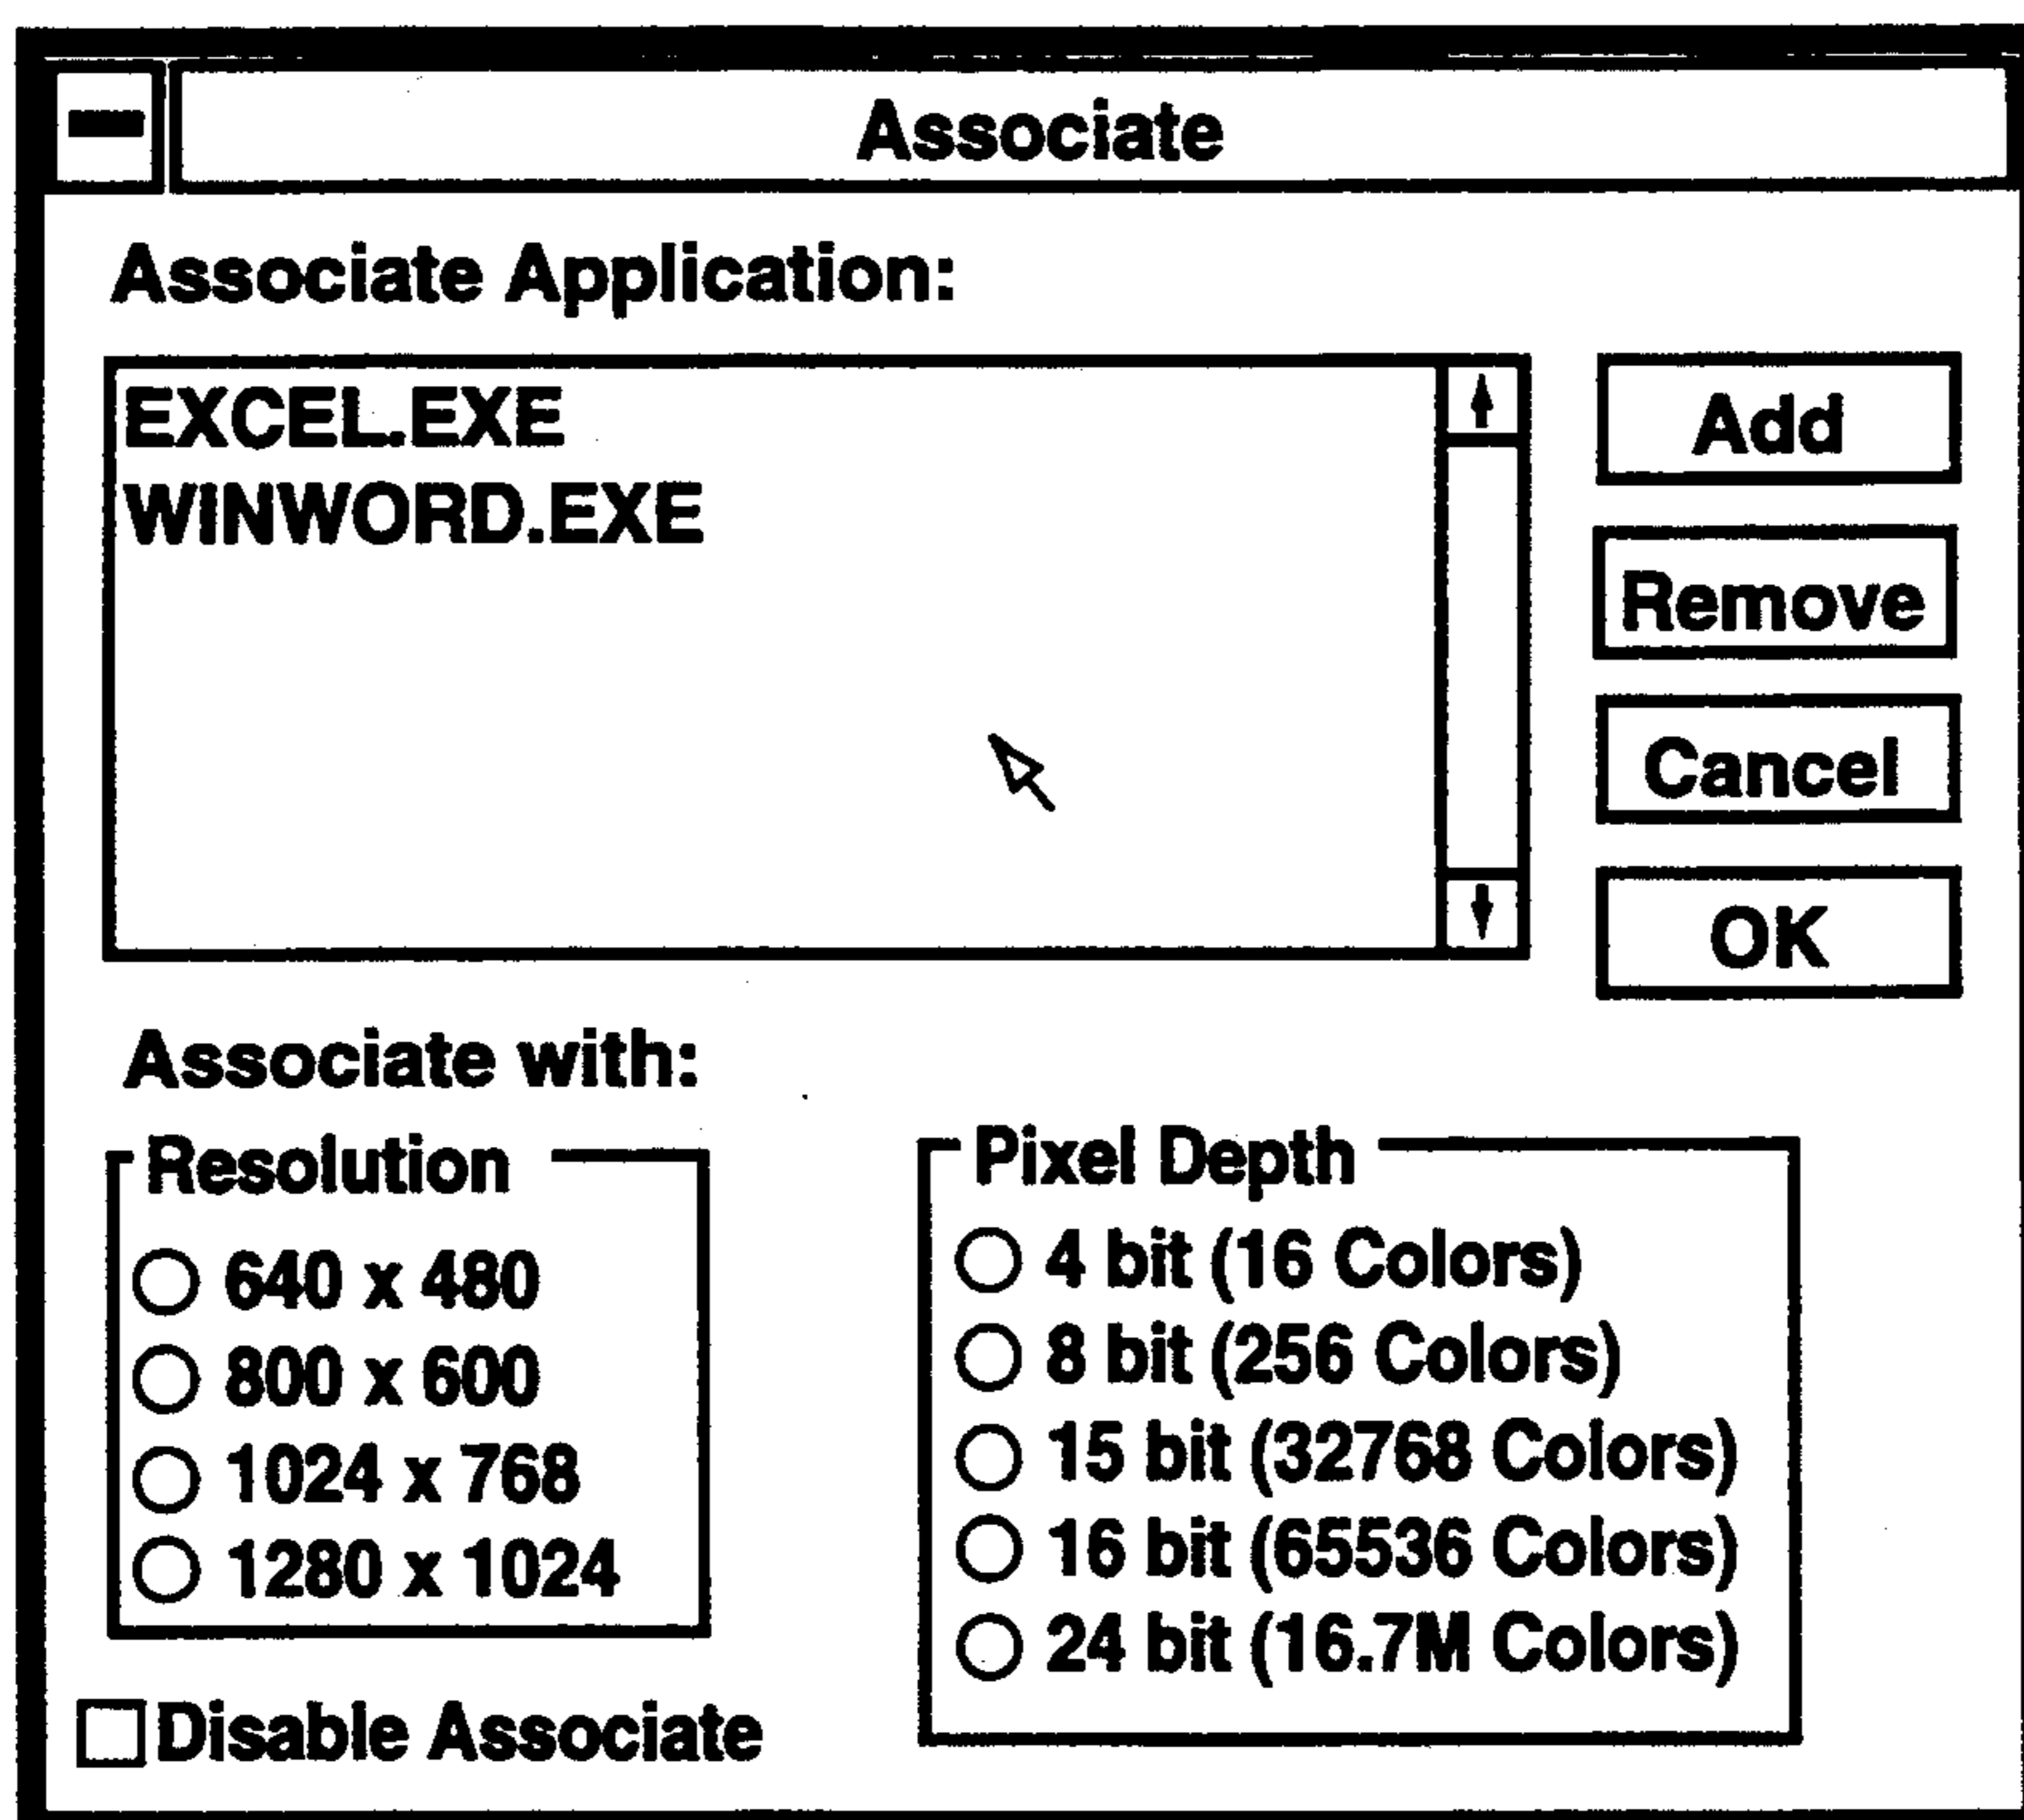 Associate
Associate Application:
EXCEL.EXE
WINWORD.EXE
Add
Remove
Cancel
OK
Associate with:
Resolution
640 x 480
800 x 600
1024 x 768
1280 x 1024
Pixel Depth
4 bit (16 Colors)
8 bit (256 Colors)
15 bit (32768 Colors)
16 bit (65536 Colors)
24 bit (16.7M Colors)
Disable Associate